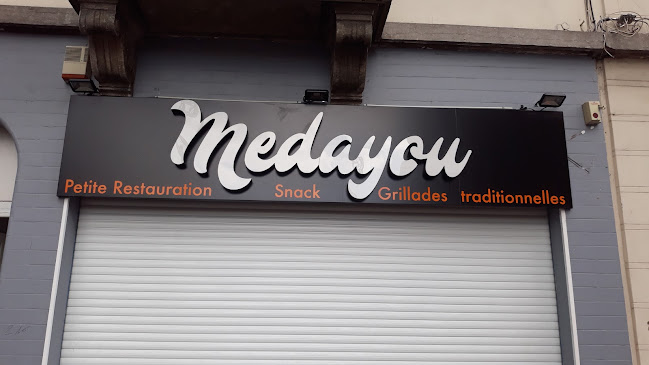 Medayou
Petite Restauration Snack Grillades traditionnelles